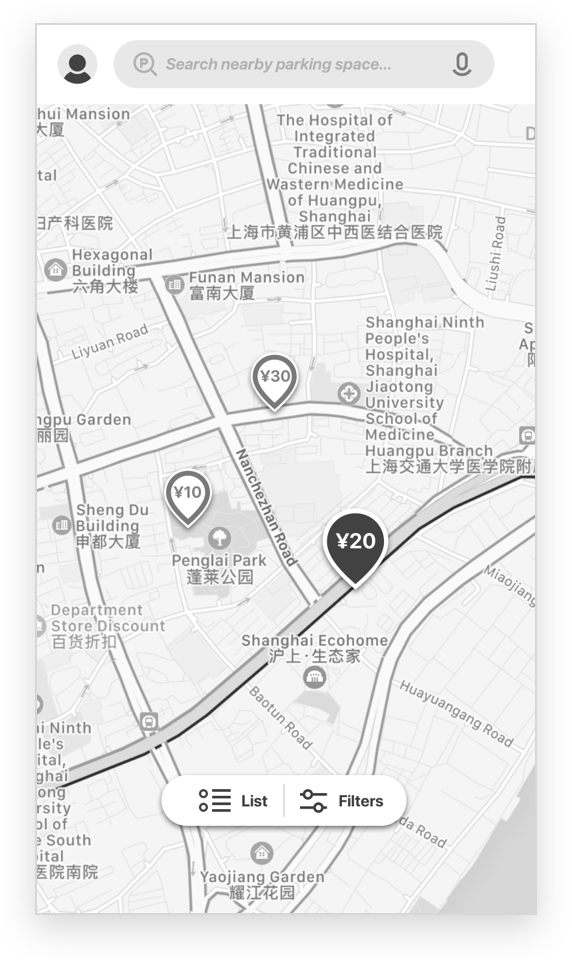 Search nearby parking space...
hui Mansion
大厦
The Hospital of
Integrated
Traditional
Chinese and
Wastern Medicine
of Huangpu,
Shanghai
上海市黄浦区中西医结合医院
D
tal
妇产科医院
Hexagonal
Building
六角大楼
Funan Mansion
富南大厦
Liushi Road
Liyuan Road
Shanghai Ninth
People's
Hospital,
Shanghai
Jiaotong
University
School of
Medicine
Huangpu Branch
上海交通大学医学院附
S
Ap
¥30
ngpu Garden
丽园
Nanchezhan Road
¥10
Sheng Du
Building
申都大厦
¥20
Penglai Park
蓬莱公园
n
Miaojiang
Department
Store Discount
百货折扣
Shanghai Ecohome
沪上·生态家
Huayuangang Road
Baotun Road
ai Ninth
le's
ital,
ghai
ong
rsity
ol of
e South
ital
医院南院
List
Filters
da Road
Yaojiang Garden
耀江花园